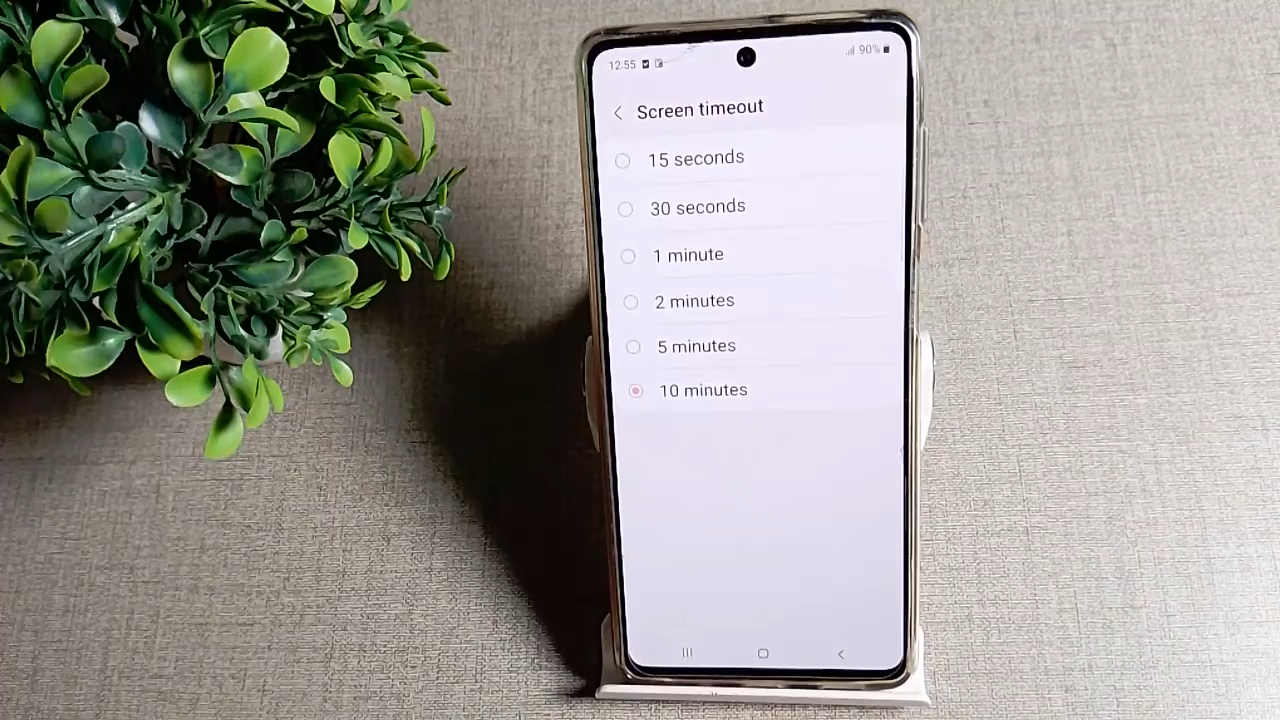 12:55 90%
Screen timeout
15 seconds
30 seconds
1 minute
2 minutes
5 minutes
10 minutes